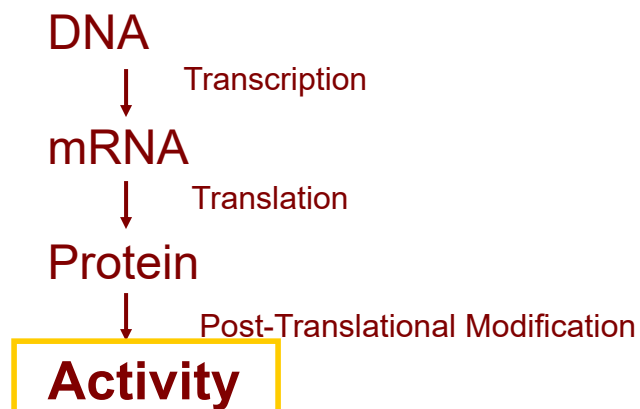 DNA
Transcription
mRNA
Translation
Protein
Post-Translational Modification
Activity